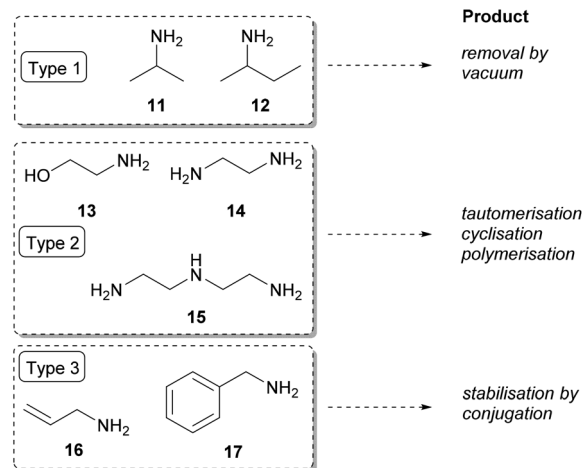 Product
NH2
NH2
Type 1
removal by
vacuum
11
12
HO
NH2
H2N
NH2
13
14
Type 2
tautomerisation
cyclisation
polymerisation
H2N
H
N
NH2
15
Type 3
NH2
NH2
stabilisation by
conjugation
16
17